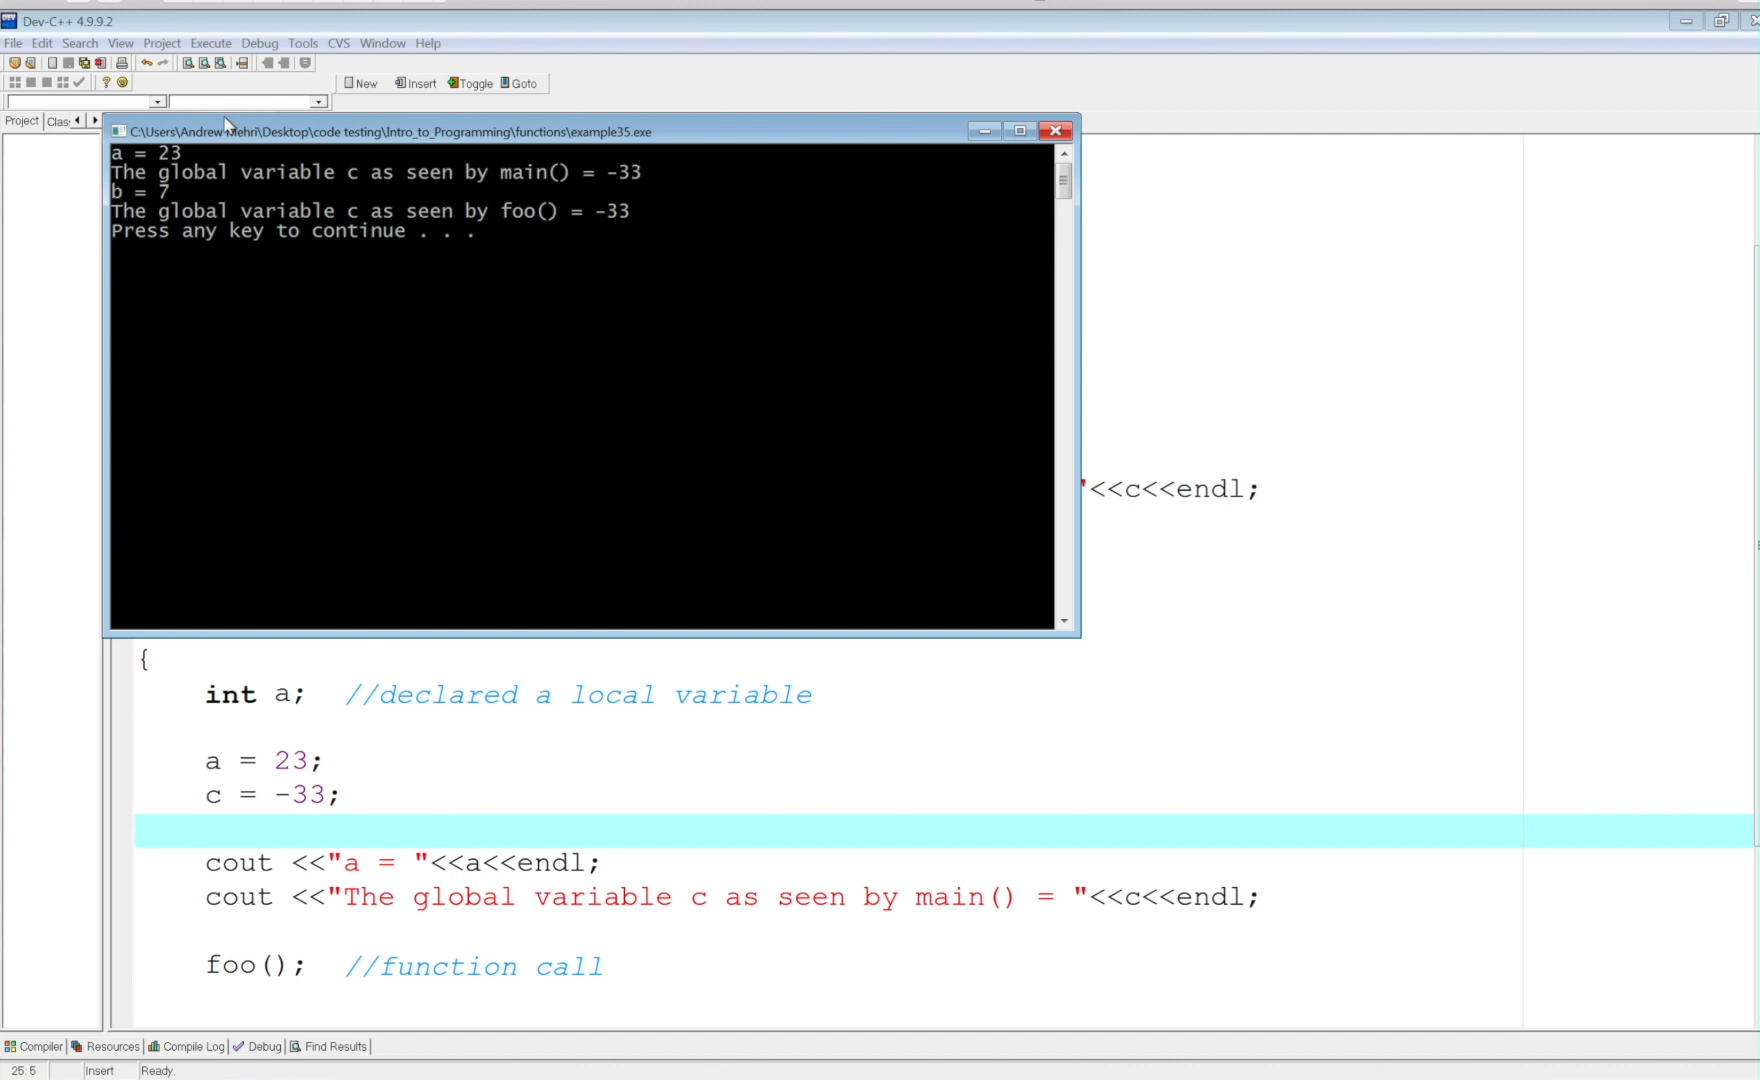 Dev-C++ 4.9.9.2
File Edit Search View Project Execute Debug Tools CVS Window Help
New Insert Toggle Goto
Project Clas
C:\Users\Andrew Mehri\Desktop\code testing\Intro_to_Programming\functions\example35.exe
a = 23
The global variable c as seen by main() = -33
b = 7
The global variable c as seen by foo() = -33
Press any key to continue . . .
"<<c<<endl;
{
int a; //declared a local variable
a = 23;
c = -33;
cout <<"a = "<<a<<endl;
cout <<"The global variable c as seen by main() = "<<c<<endl;
foo(); //function call
Compiler Resources Compile Log Debug Find Results
25: 5 Insert Ready.